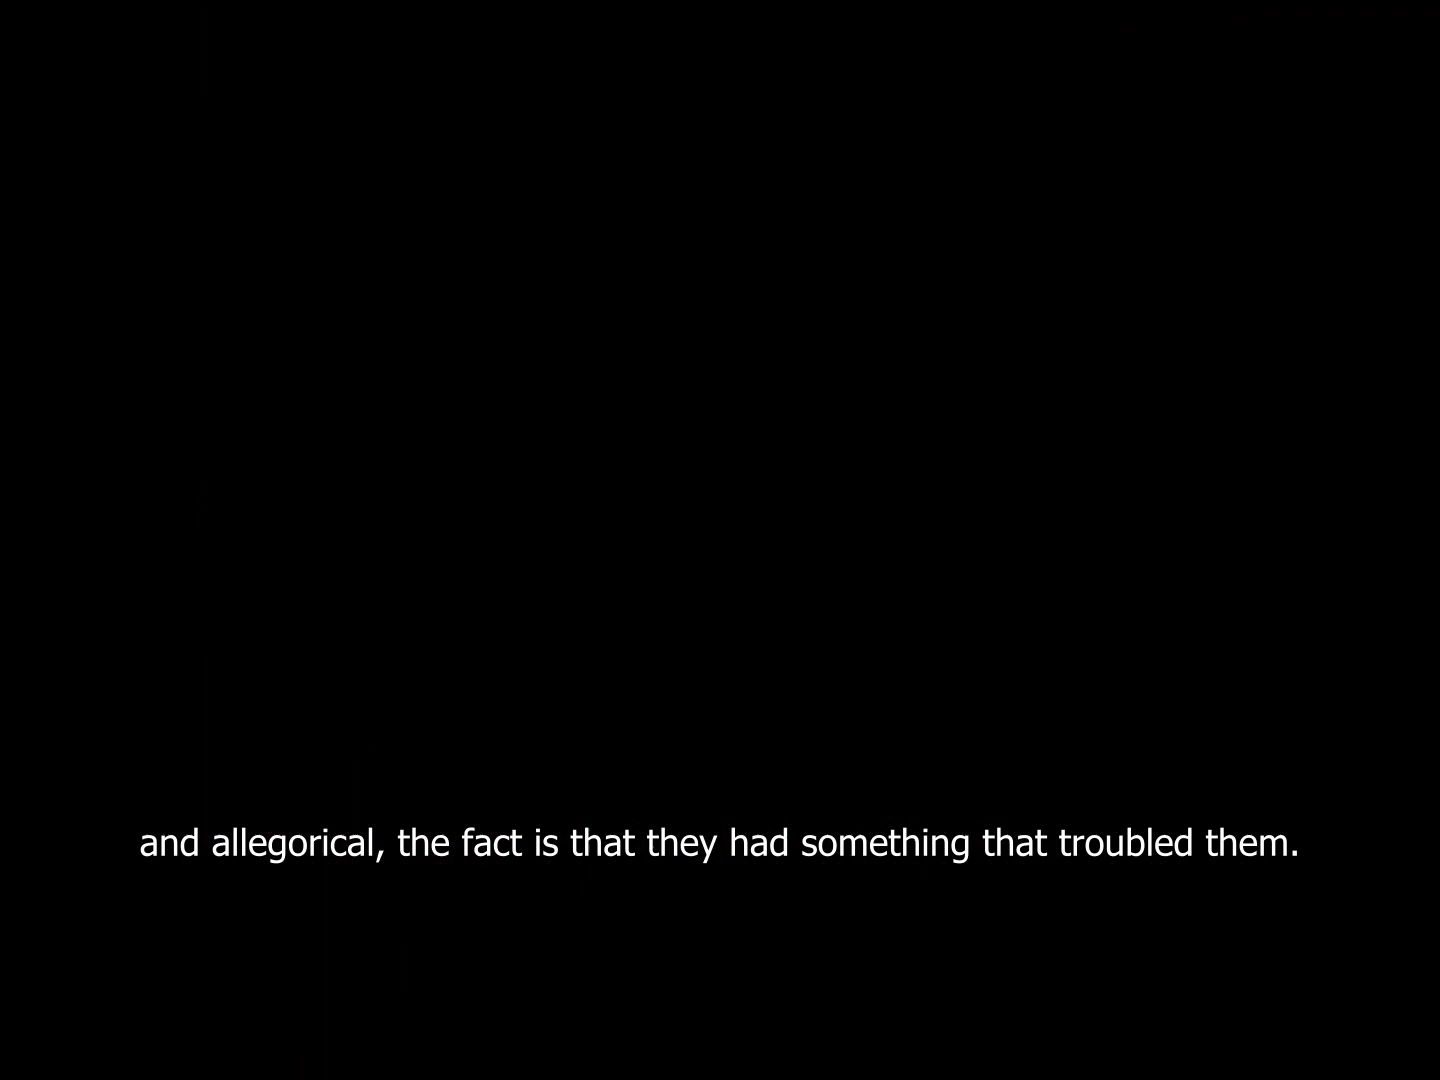 and allegorical, the fact is that they had something that troubled them.